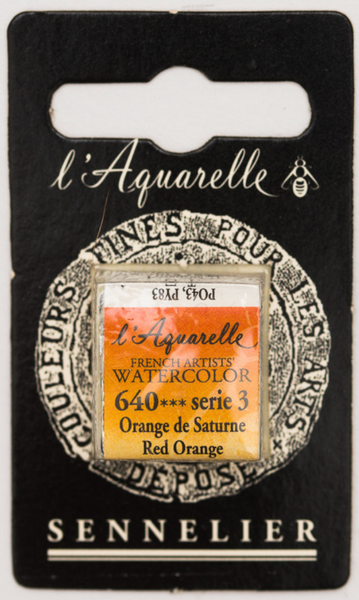 l'Aquarelle
COULEURS FINES POUR LES ARTS
DÉPOSÉ
PO43, PY83
l'Aquarelle
FRENCH ARTISTS'
WATERCOLOR
640*** serie 3
Orange de Saturne
Red Orange
SENNELIER